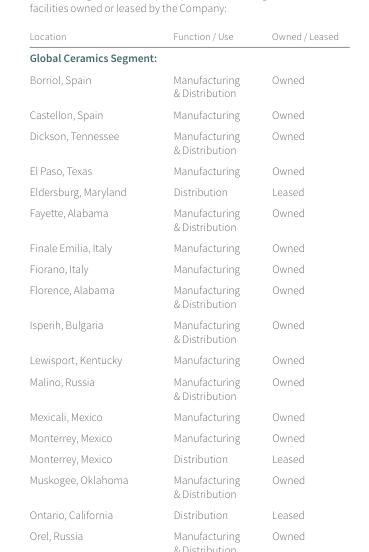 facilities owned or leased by the Company:
Location Function / Use Owned / Leased
Global Ceramics Segment:
Borriol, Spain Manufacturing Owned
& Distribution
Castellon, Spain Manufacturing Owned
Dickson, Tennessee Manufacturing Owned
& Distribution
El Paso, Texas Manufacturing Owned
Eldersburg, Maryland Distribution Leased
Fayette, Alabama Manufacturing Owned
& Distribution
Finale Emilia, Italy Manufacturing Owned
Fiorano, Italy Manufacturing Owned
Florence, Alabama Manufacturing Owned
& Distribution
Isperih, Bulgaria Manufacturing Owned
& Distribution
Lewisport, Kentucky Manufacturing Owned
Malino, Russia Manufacturing Owned
& Distribution
Mexicali, Mexico Manufacturing Owned
Monterrey, Mexico Manufacturing Owned
Monterrey, Mexico Distribution Leased
Muskogee, Oklahoma Manufacturing Owned
& Distribution
Ontario, California Distribution Leased
Orel, Russia Manufacturing Owned
& Distribution